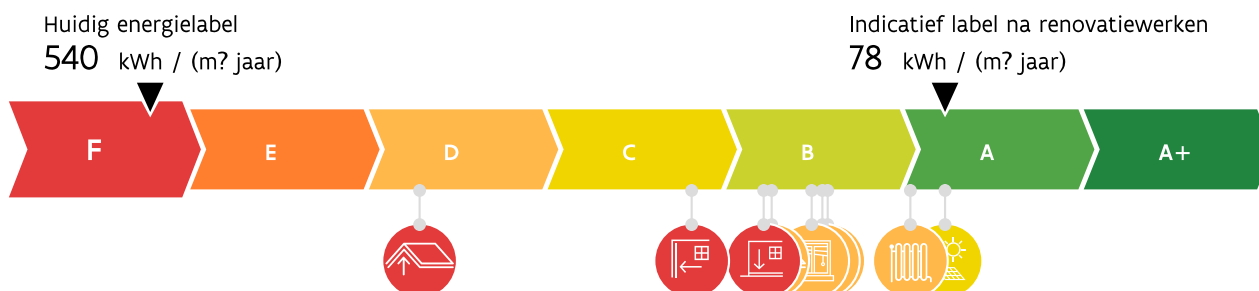 Huidig energielabel
540 kWh / (m? jaar)
Indicatief label na renovatiewerken
78 kWh / (m? jaar)
F E D C B A A+